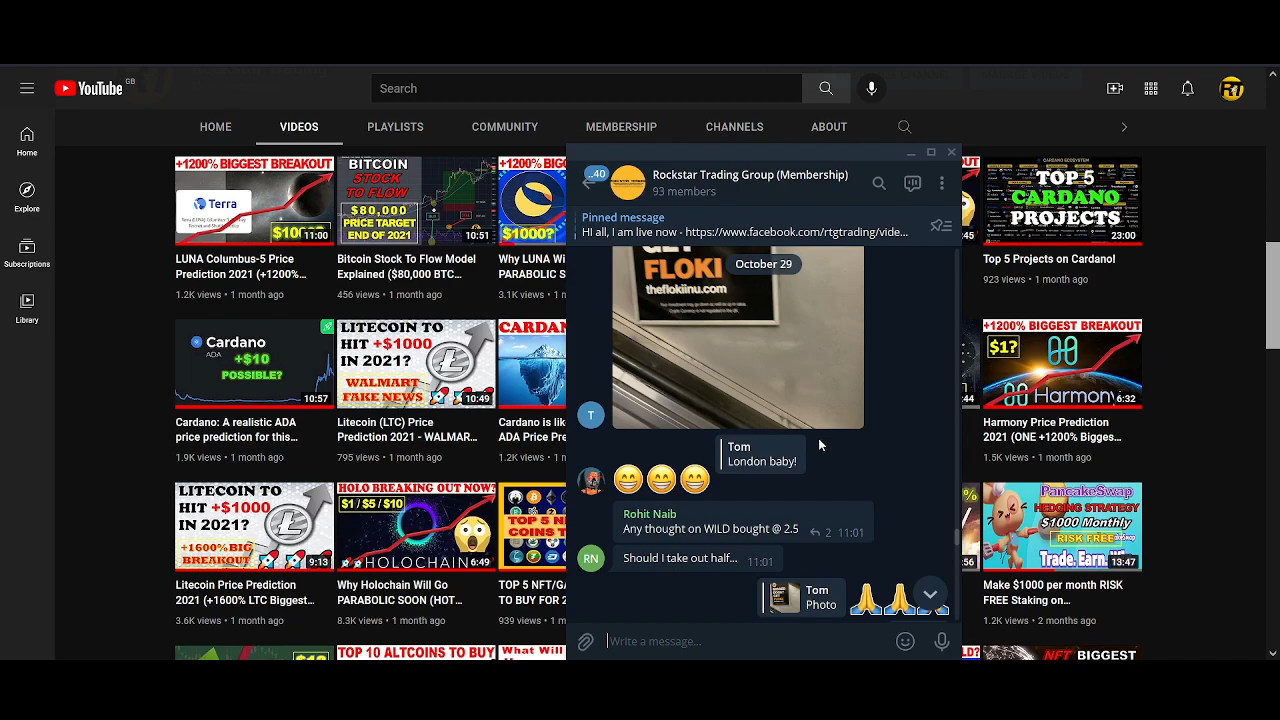 YouTube GB
Search
HOME
VIDEOS
PLAYLISTS
COMMUNITY
MEMBERSHIP
CHANNELS
ABOUT
Home
Explore
Subscriptions
Library
+1200% BIGGEST BREAKOUT
Terra
11:00
LUNA Columbus-5 Price
Prediction 2021 (+1200%...
1.2K views • 1 month ago
BITCOIN
STOCK
TO FLOW
$80,000
PRICE TARGET
END OF 2021
10:51
Bitcoin Stock To Flow Model
Explained ($80,000 BTC...
456 views • 1 month ago
+1200% BIGG
$1000?
Why LUNA Wi
PARABOLIC S
3.1K views • 1
TOP 5
CARDANO
PROJECTS
23:00
Top 5 Projects on Cardano!
923 views • 1 month ago
Cardano
ADA
+$10
POSSIBLE?
10:57
Cardano: A realistic ADA
price prediction for this...
1.9K views • 1 month ago
LITECOIN TO
HIT +$1000
IN 2021?
WALMART
FAKE NEWS
10:49
Litecoin (LTC) Price
Prediction 2021 - WALMAR...
795 views • 1 month ago
CARDAN
Cardano is lik
ADA Price Pre
1.2K views • 1
+1200% BIGGEST BREAKOUT
$1?
Harmony
6:32
Harmony Price Prediction
2021 (ONE +1200% Bigges...
1.5K views • 1 month ago
LITECOIN TO
HIT +$1000
IN 2021?
+1600%BIG
BREAKOUT
9:13
Litecoin Price Prediction
2021 (+1600% LTC Biggest...
3.6K views • 1 month ago
HOLO BREAKING OUT NOW?
$1 / $5 / $10
HOLOCHAIN
6:49
Why Holochain Will Go
PARABOLIC SOON (HOT...
8.3K views • 1 month ago
TOP 5 N
COINS T
TOP 5 NFT/GA
TO BUY FOR 2
939 views • 1
PancakeSwap
HEDGING STRATEGY
$1000 Monthly
RISK FREE
Trade. Earn.
13:47
Make $1000 per month RISK
FREE Staking on...
1.2K views • 2 months ago
TOP 10 ALTCOINS TO BUY
What Will
NFT BIGGEST
..40
Rockstar Trading Group (Membership)
93 members
Pinned message
HI all, I am live now - https://www.facebook.com/rtgtrading/vide...
October 29
FLOKI
theflokiinu.com
T
Tom
London baby!
Rohit Naib
Any thought on WILD bought @ 2.5
2 11:01
RN
Should I take out half...
11:01
Tom
Photo
Write a message...